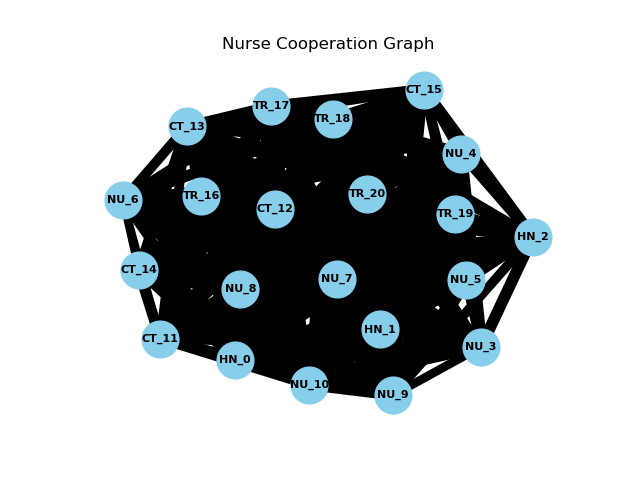 Nurse Cooperation Graph
CT_15
TR_17
TR_18
CT_13
NU_4
TR_16
TR_20
NU_6
CT_12
TR_19
HN_2
CT_14
NU_7
NU_5
NU_8
HN_1
CT_11
NU_3
HN_0
NU_10
NU_9